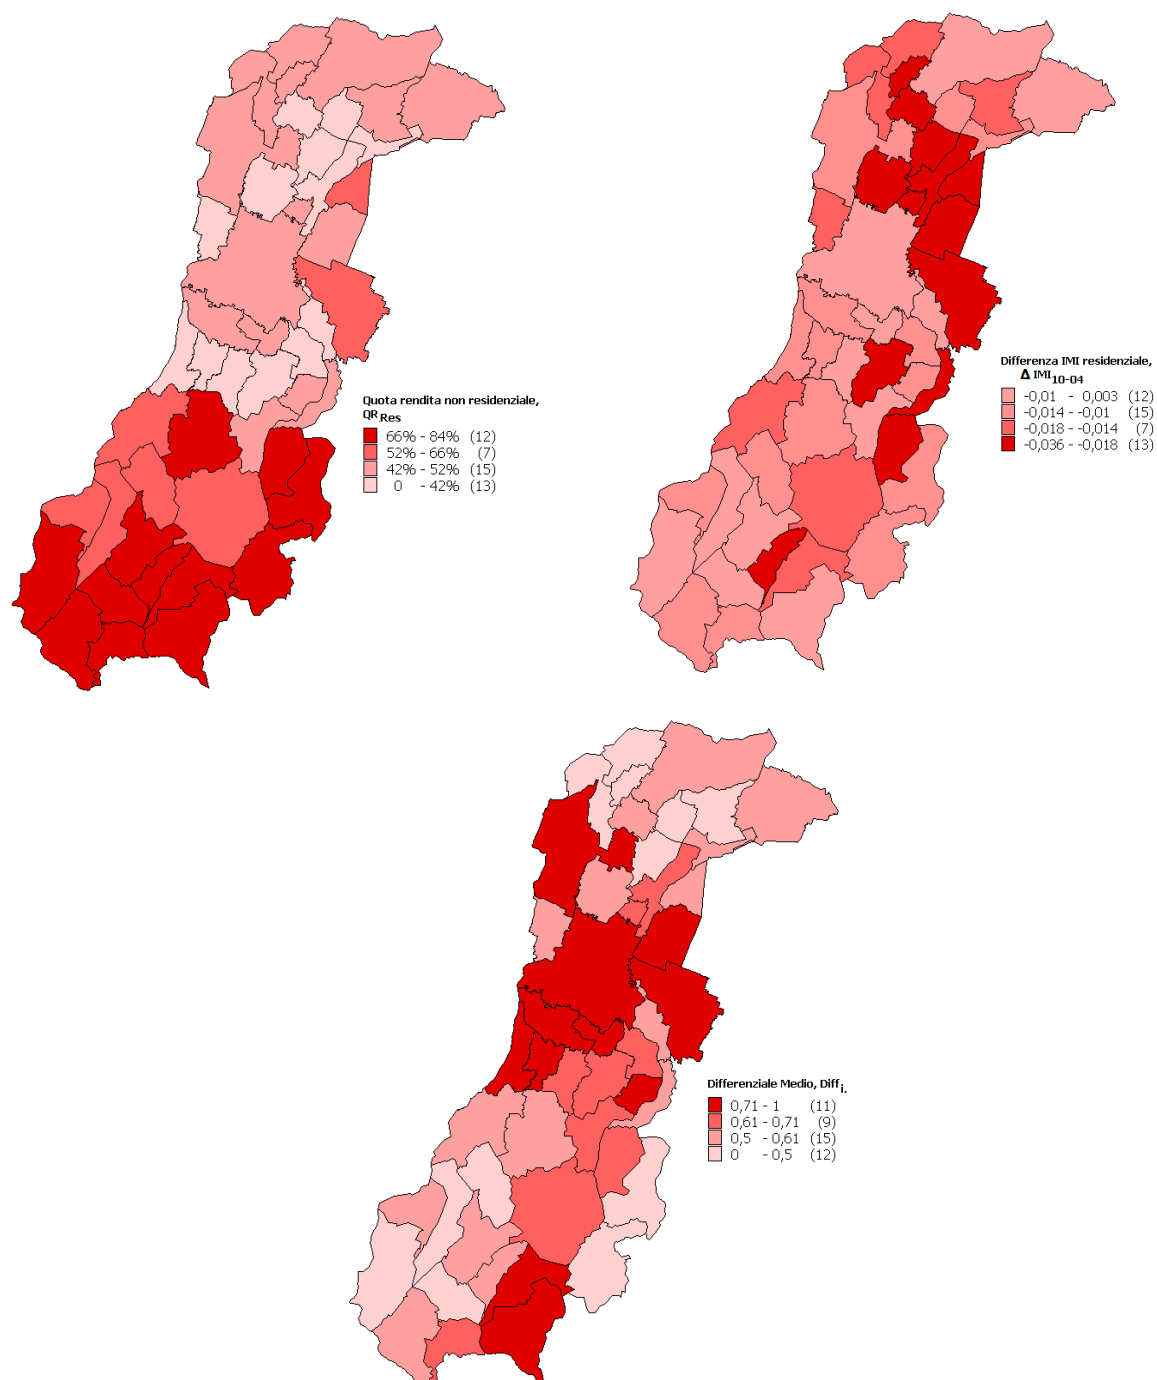 Quota rendita non residenziale,
QR Res
66% - 84% (12)
52% - 66% (7)
42% - 52% (15)
0 - 42% (13)
Differenza IMI residenziale,
Δ IMI10-04
-0,01 - 0,003 (12)
-0,014 - -0,01 (15)
-0,018 - -0,014 (7)
-0,036 - -0,018 (13)
Differenziale Medio, Diffi.
0,71 - 1 (11)
0,61 - 0,71 (9)
0,5 - 0,61 (15)
0 - 0,5 (12)